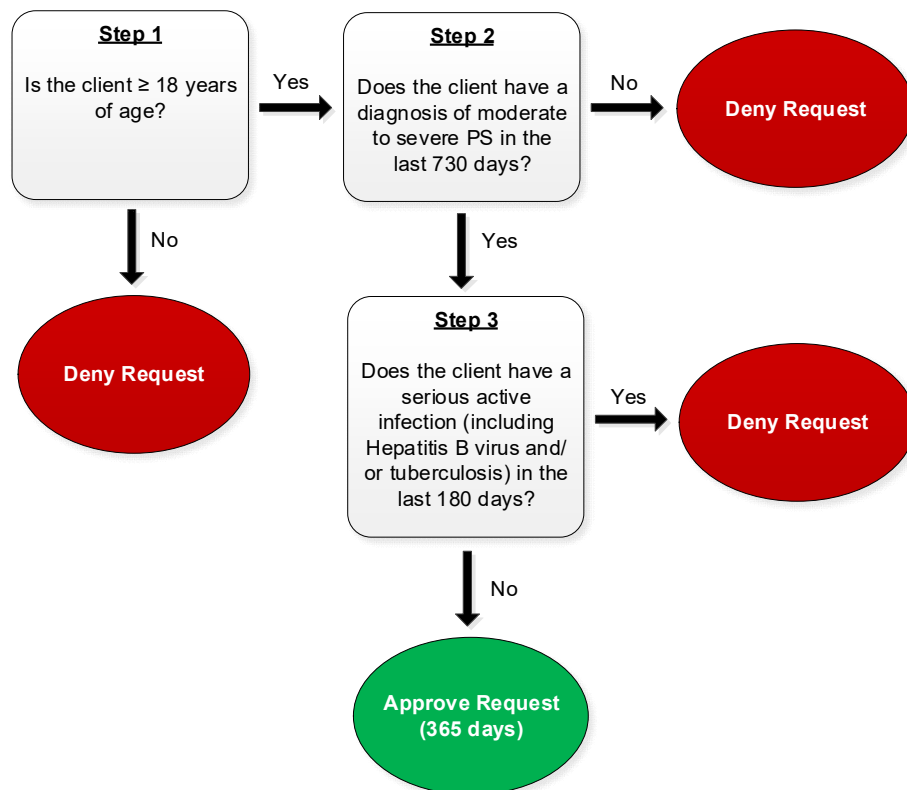 Step 1
Is the client ≥ 18 years
of age?
Yes
Step 2
Does the client have a
diagnosis of moderate
to severe PS in the
last 730 days?
No
Deny Request
No
Deny Request
Yes
Step 3
Does the client have a
serious active
infection (including
Hepatitis B virus and/
or tuberculosis) in the
last 180 days?
Yes
Deny Request
No
Approve Request
(365 days)